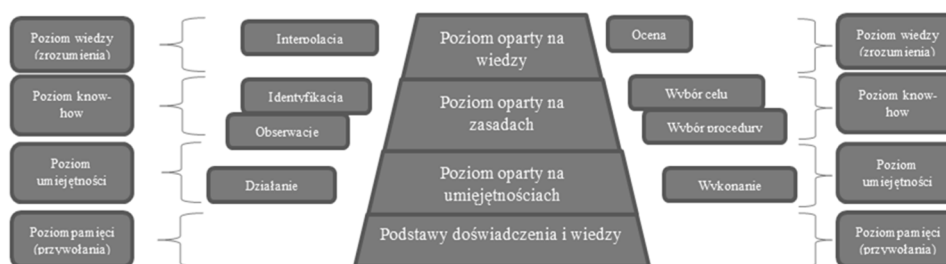 Poziom wiedzy
(zrozumienia)
Interpolacja
Poziom oparty na
wiedzy
Ocena
Poziom wiedzy
(zrozumienia)
Poziom know-
how
Identyfikacja
Obserwacje
Poziom oparty na
zasadach
Wybór celu
Wybór procedury
Poziom know-
how
Poziom
umiejętności
Działanie
Poziom oparty na
umięjętnościach
Wykonanie
Poziom
umiejętności
Poziom pamięci
(przywołania)
Podstawy doświadczenia i wiedzy
Poziom pamięci
(przywołania)